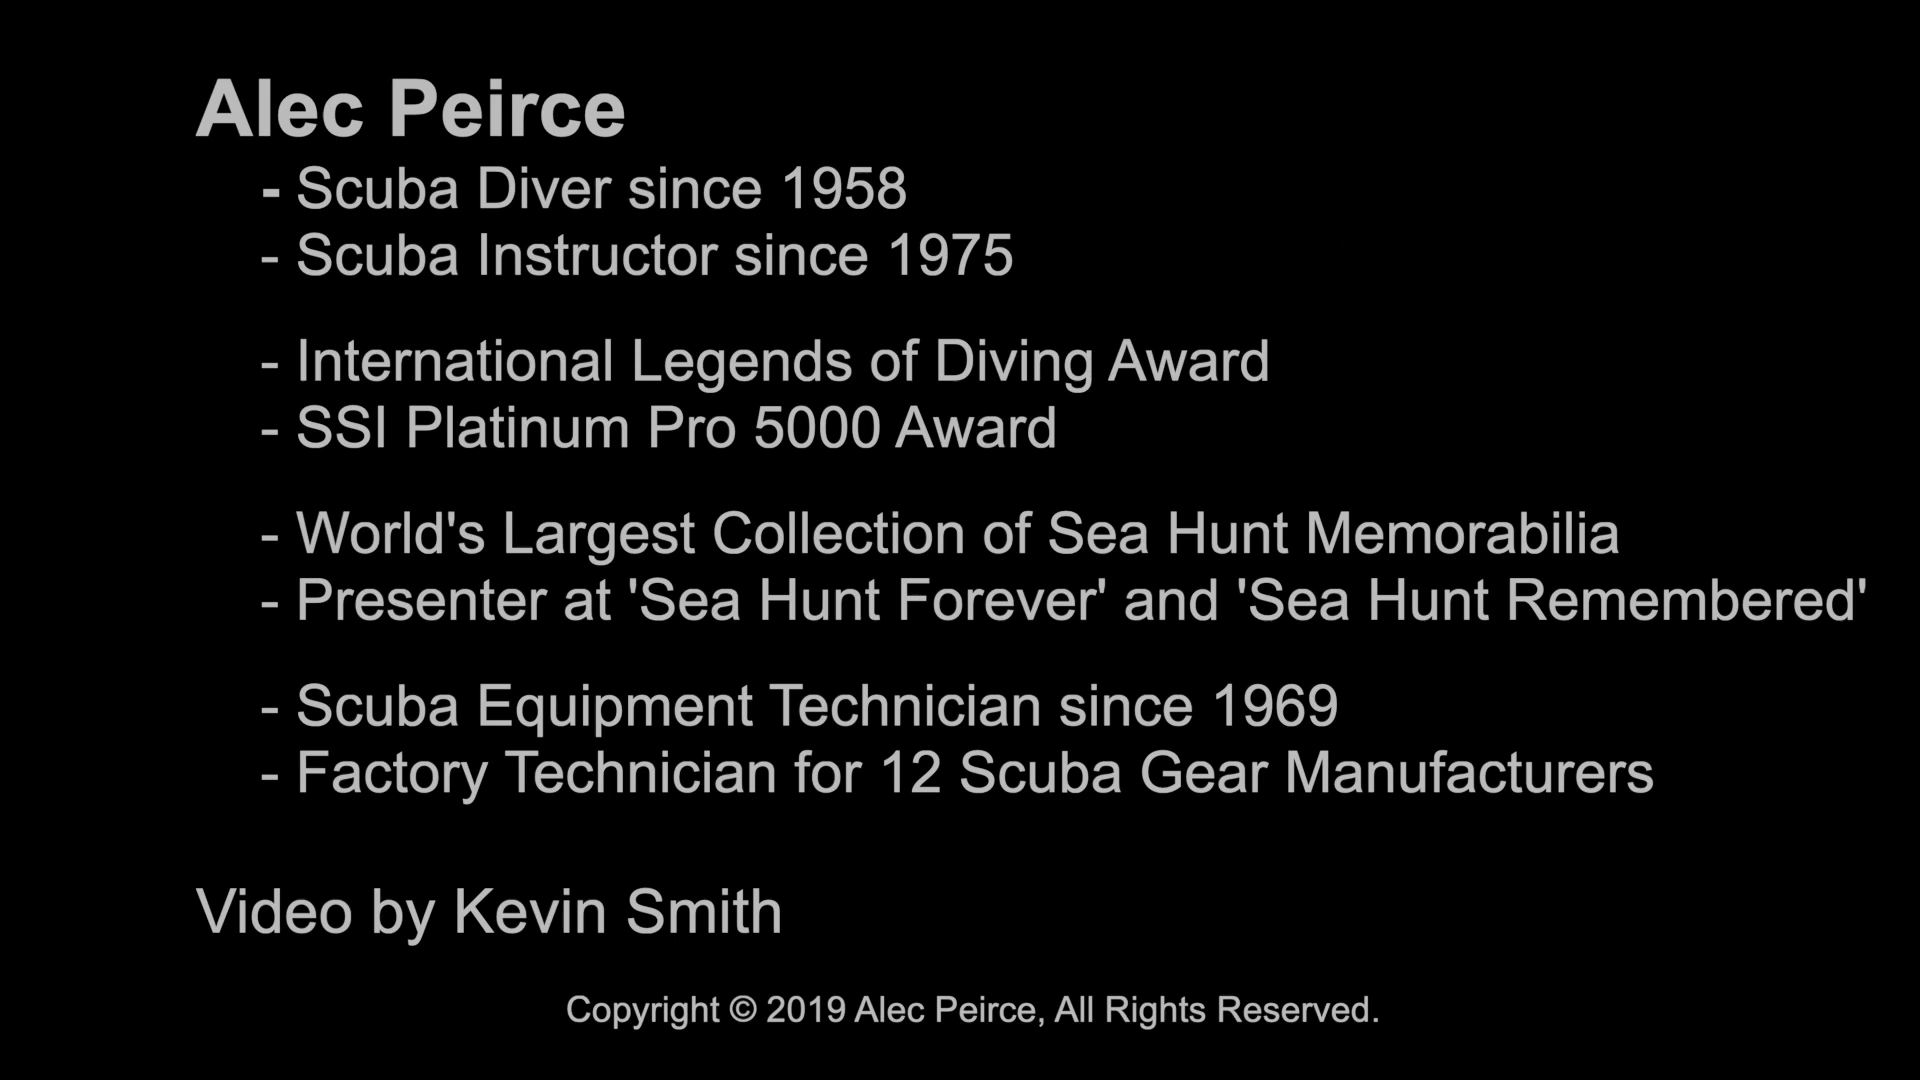 Alec Peirce
- Scuba Diver since 1958
- Scuba Instructor since 1975
- International Legends of Diving Award
- SSI Platinum Pro 5000 Award
- World's Largest Collection of Sea Hunt Memorabilia
- Presenter at 'Sea Hunt Forever' and 'Sea Hunt Remembered'
- Scuba Equipment Technician since 1969
- Factory Technician for 12 Scuba Gear Manufacturers
Video by Kevin Smith
Copyright © 2019 Alec Peirce, All Rights Reserved.